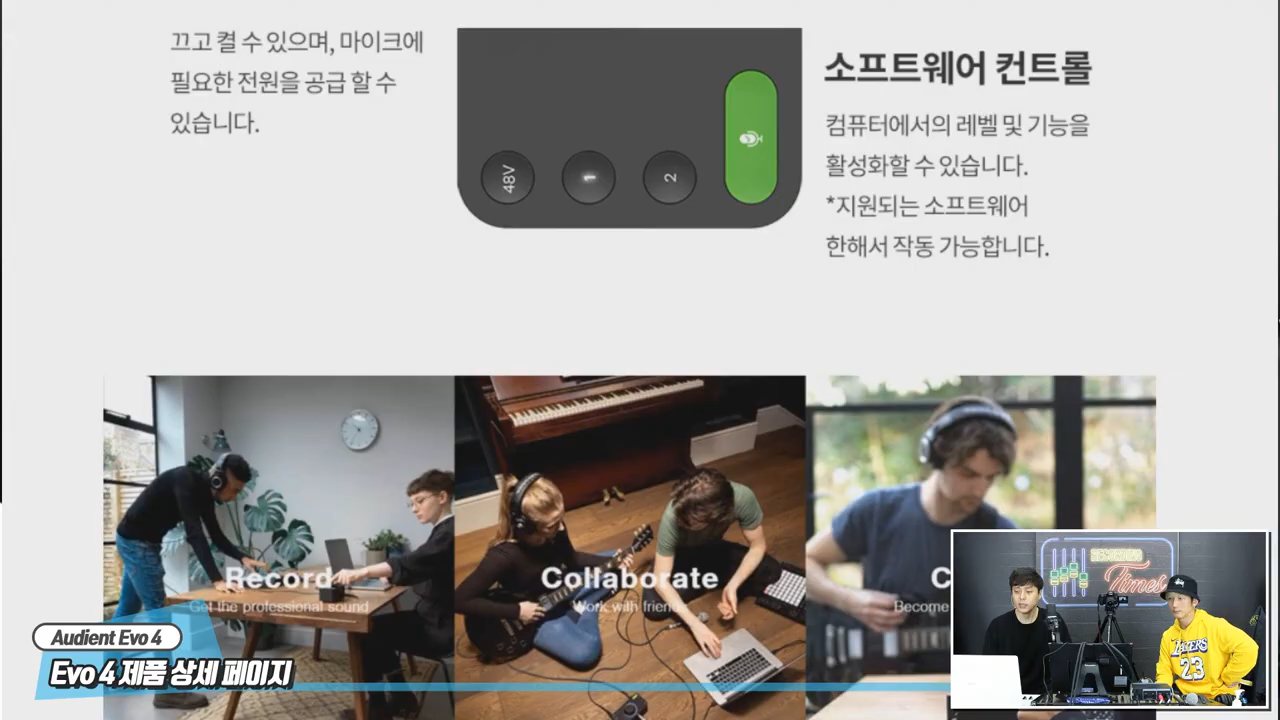 끄고 켤 수 있으며, 마이크에
필요한 전원을 공급 할 수
있습니다.
48V
1
2
소프트웨어 컨트롤
컴퓨터에서의 레벨 및 기능을
활성화할 수 있습니다.
*지원되는 소프트웨어
한해서 작동 가능합니다.
Record
Get the professional sound
Collaborate
Work with
Become
RECORDING
Times
LAKERS
23
Audient Evo 4
Evo 4 제품 상세 페이지